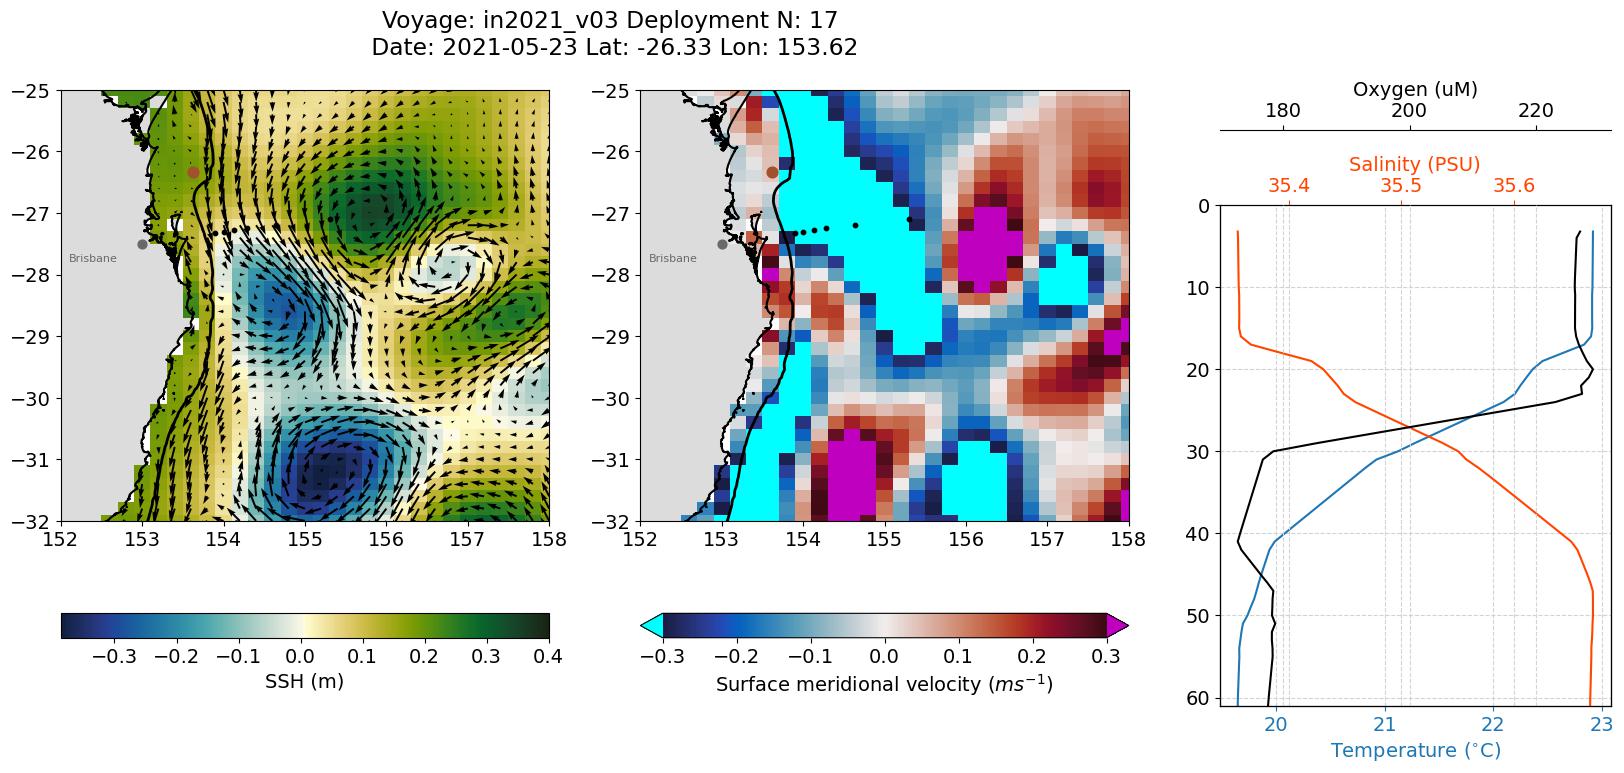 Voyage: in2021_v03 Deployment N: 17
Date: 2021-05-23 Lat: -26.33 Lon: 153.62
−25
−26
−27
−28
−29
−30
−31
−32
152 153 154 155 156 157 158
Brisbane
−0.3 −0.2 −0.1 0.0 0.1 0.2 0.3 0.4
SSH (m)
−25
−26
−27
−28
−29
−30
−31
−32
152 153 154 155 156 157 158
Brisbane
−0.3 −0.2 −0.1 0.0 0.1 0.2 0.3
Surface meridional velocity (ms⁻¹)
Oxygen (uM)
180 200 220
Salinity (PSU)
35.4 35.5 35.6
0
10
20
30
40
50
60
20 21 22 23
Temperature (°C)